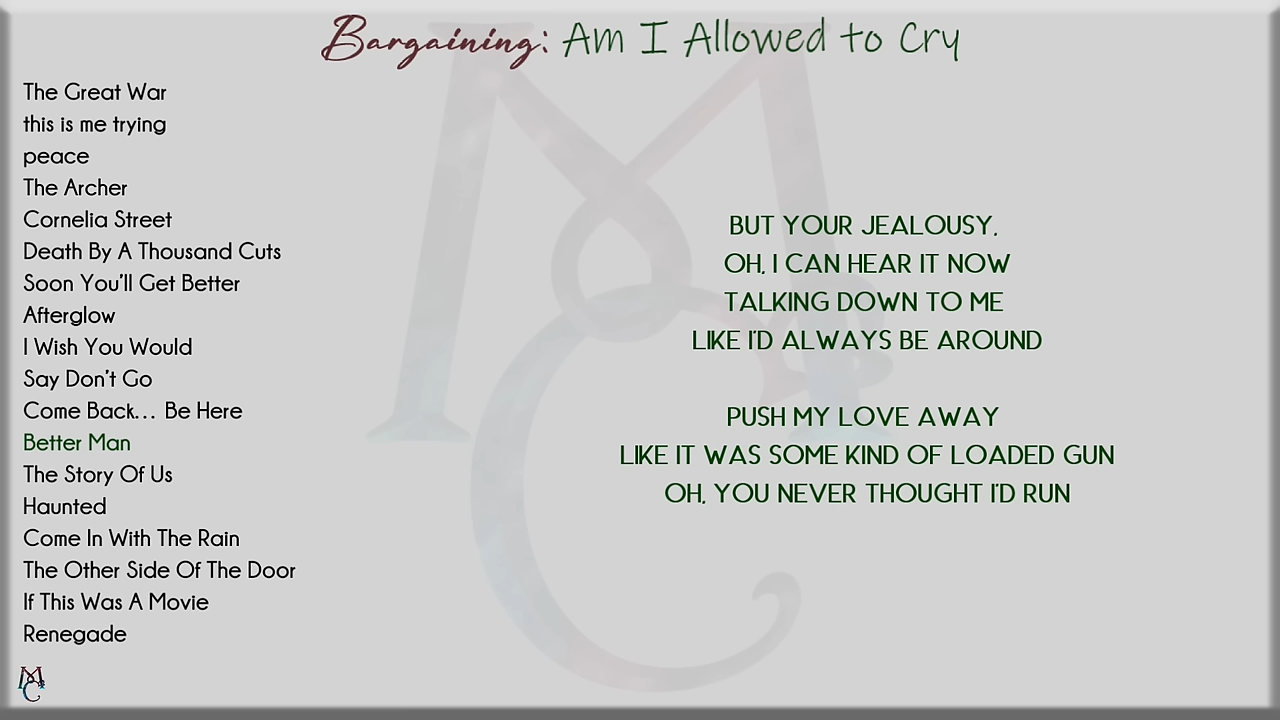 Bargaining: Am I Allowed to Cry
The Great War
this is me trying
peace
The Archer
Cornelia Street
Death By A Thousand Cuts
Soon You'll Get Better
Afterglow
I Wish You Would
Say Don't Go
Come Back... Be Here
Better Man
The Story Of Us
Haunted
Come In With The Rain
The Other Side Of The Door
If This Was A Movie
Renegade
BUT YOUR JEALOUSY,
OH, I CAN HEAR IT NOW
TALKING DOWN TO ME
LIKE I'D ALWAYS BE AROUND
PUSH MY LOVE AWAY
LIKE IT WAS SOME KIND OF LOADED GUN
OH, YOU NEVER THOUGHT I'D RUN
MC